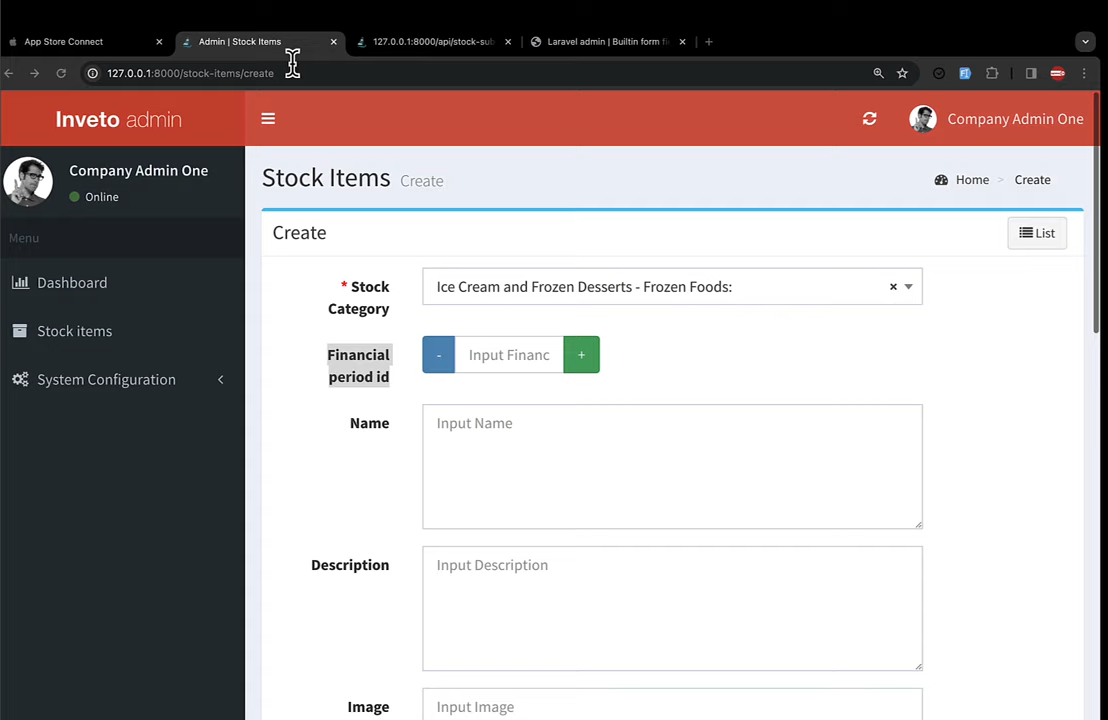 App Store Connect
Admin | Stock Items
127.0.0.1:8000/api/stock-sub
Laravel admin | Builtin form fi
127.0.0.1:8000/stock-items/create
Inveto admin
Company Admin One
Company Admin One
Online
Stock Items Create
Home > Create
Menu
Create
List
Dashboard
* Stock
Category
Ice Cream and Frozen Desserts - Frozen Foods:
Stock items
Financial
period id
- Input Financ +
System Configuration
Name
Input Name
Description
Input Description
Image
Input Image